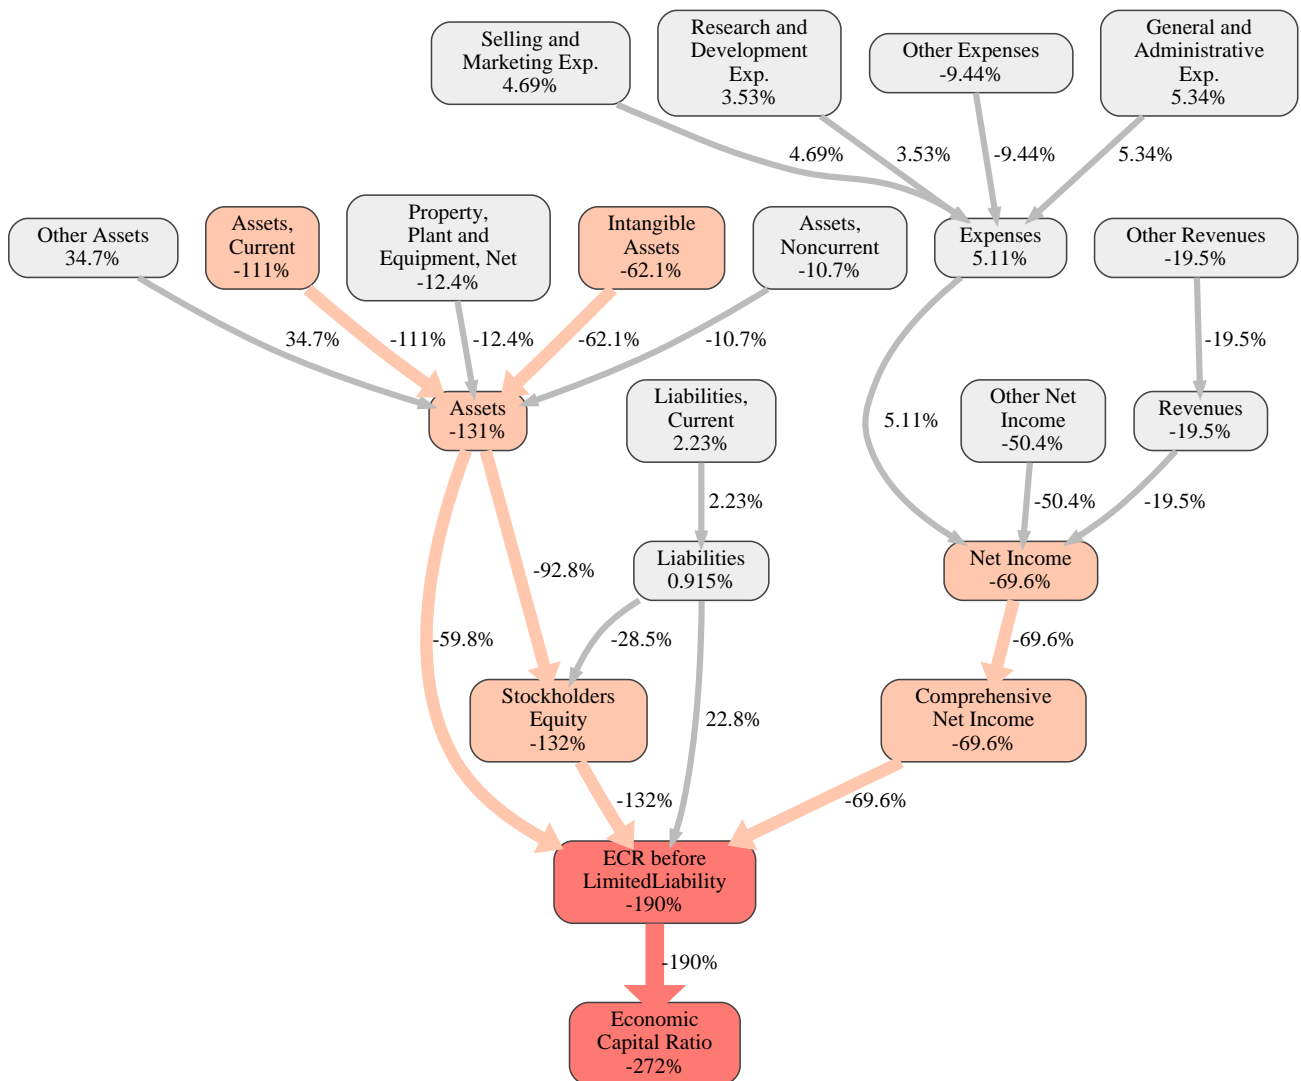 Selling and
Marketing Exp.
4.69%
Research and
Development
Exp.
3.53%
Other Expenses
-9.44%
General and
Administrative
Exp.
5.34%
4.69%
3.53%
-9.44%
5.34%
Other Assets
34.7%
Assets,
Current
-111%
Property,
Plant and
Equipment, Net
-12.4%
Intangible
Assets
-62.1%
Assets,
Noncurrent
-10.7%
Expenses
5.11%
Other Revenues
-19.5%
34.7%
-111%
-12.4%
-62.1%
-10.7%
-19.5%
Assets
-131%
Liabilities,
Current
2.23%
5.11%
Other Net
Income
-50.4%
Revenues
-19.5%
2.23%
-50.4%
-19.5%
-92.8%
Liabilities
0.915%
Net Income
-69.6%
-59.8%
-28.5%
-69.6%
Stockholders
Equity
-132%
22.8%
Comprehensive
Net Income
-69.6%
-132%
-69.6%
ECR before
LimitedLiability
-190%
-190%
Economic
Capital Ratio
-272%